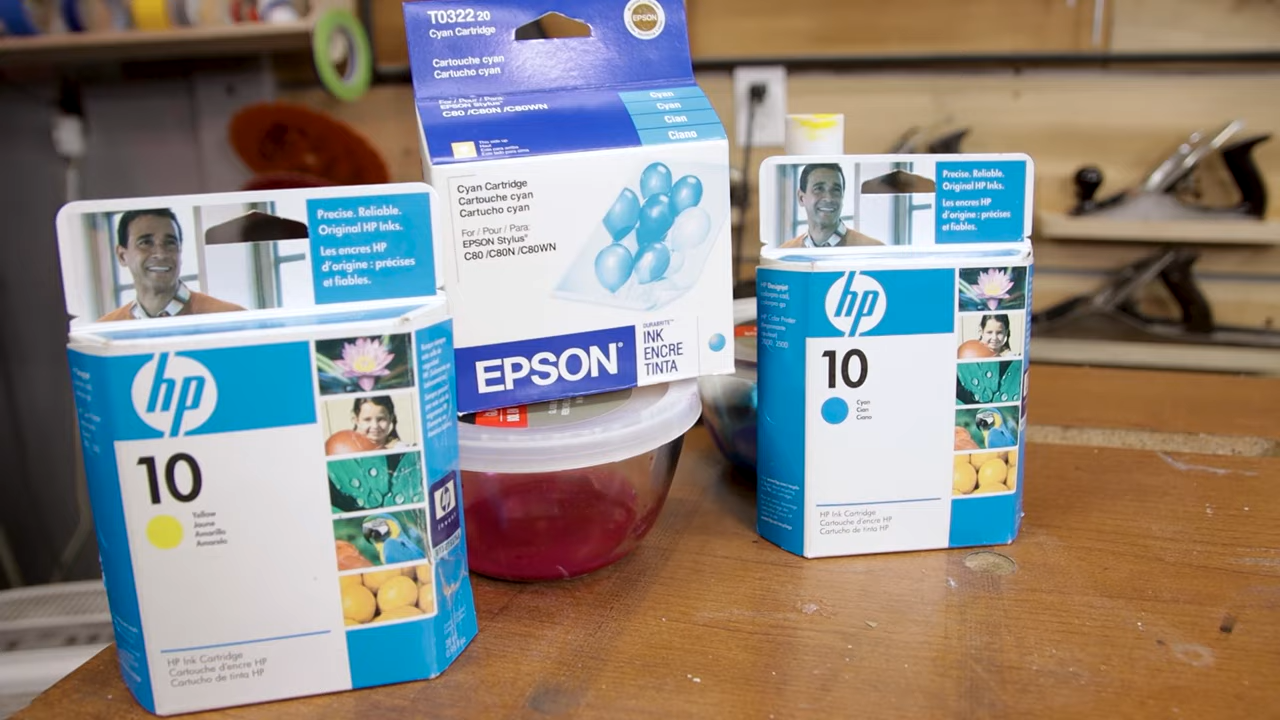 T0322 20
Cyan Cartridge
Cartouche cyan
Cartucho cyan
EPSON
For / Pour / Para:
EPSON Stylus®
C80 /C80N /C80WN
Cyan
Cyan
Cian
Ciano
Cyan Cartridge
Cartouche cyan
Cartucho cyan
For / Pour / Para:
EPSON Stylus®
C80 /C80N /C80WN
EPSON®
DURABRITE™
INK
ENCRE
TINTA
Precise. Reliable.
Original HP Inks.
Les encres HP
d'origine : précises
et fiables.
hp
10
Yellow
Jaune
Amarillo
Amarelo
HP Ink Cartridge
Cartouche d'encre HP
Cartucho de tinta HP
hp
Precise. Reliable.
Original HP Inks.
Les encres HP
d'origine : précises
et fiables.
hp
10
Cyan
Cian
Ciano
HP Ink Cartridge
Cartouche d'encre HP
Cartucho de tinta HP